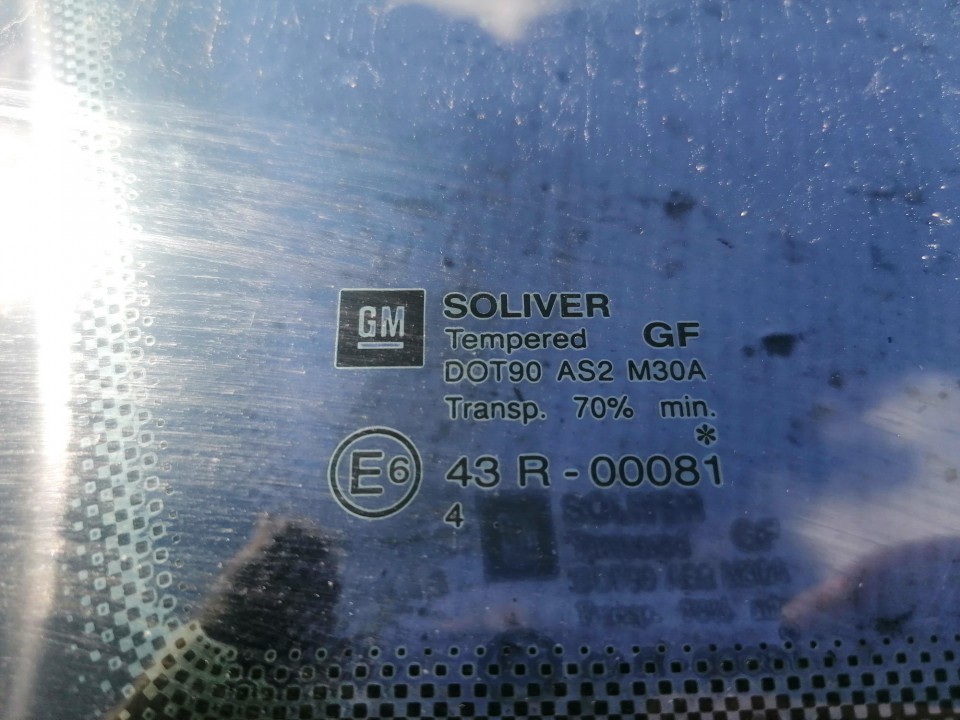 GM
SOLIVER
Tempered GF
DOT90 AS2 M30A
Transp. 70% min.
*
E6 43 R - 00081
4